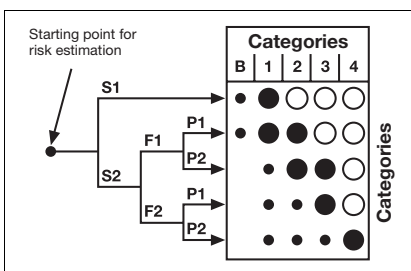 Starting point for
risk estimation
Categories
B 1 2 3 4
S1
P1
F1
P2
S2
P1
F2
P2
Categories